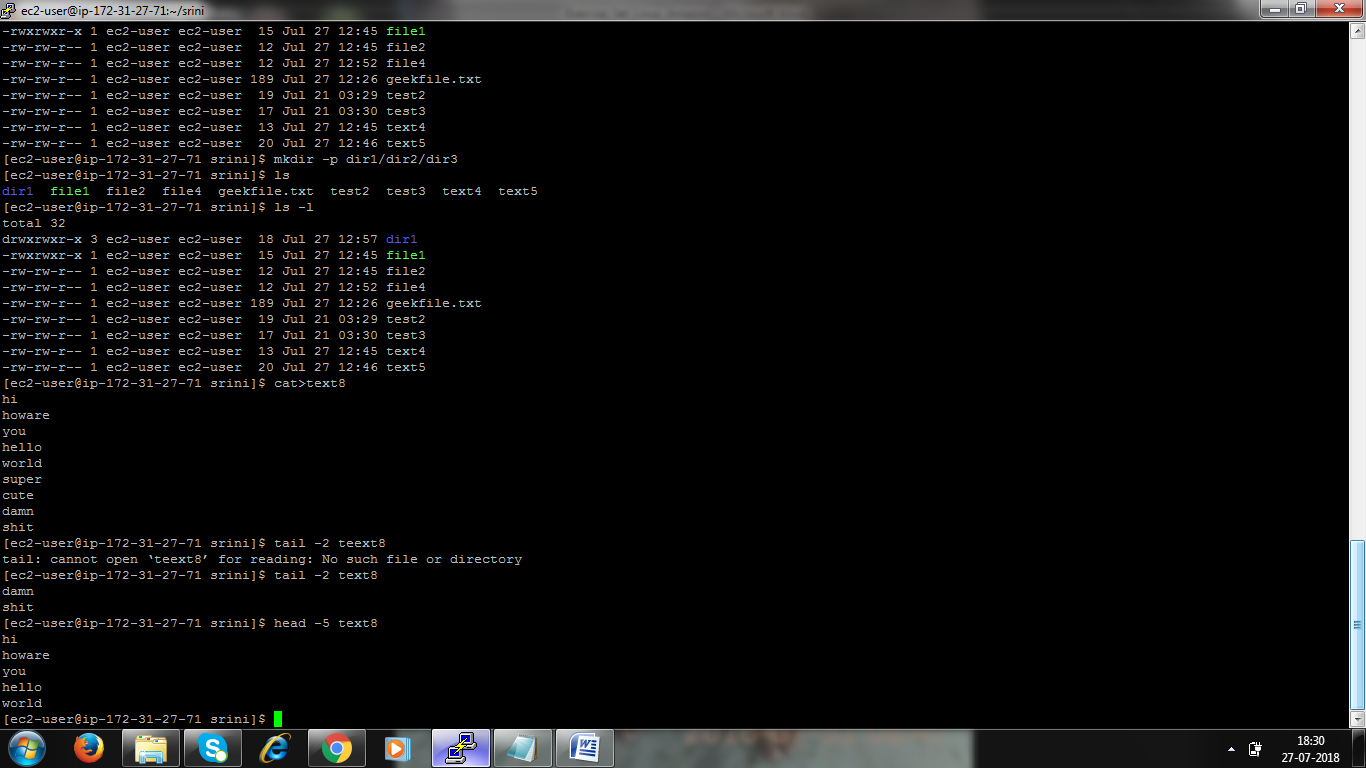 ec2-user@ip-172-31-27-71:~/srini
-rwxrwxr-x 1 ec2-user ec2-user  15 Jul 27 12:45 file1
-rw-rw-r-- 1 ec2-user ec2-user  12 Jul 27 12:45 file2
-rw-rw-r-- 1 ec2-user ec2-user  12 Jul 27 12:52 file4
-rw-rw-r-- 1 ec2-user ec2-user 189 Jul 27 12:26 geekfile.txt
-rw-rw-r-- 1 ec2-user ec2-user  19 Jul 21 03:29 test2
-rw-rw-r-- 1 ec2-user ec2-user  17 Jul 21 03:30 test3
-rw-rw-r-- 1 ec2-user ec2-user  13 Jul 27 12:45 text4
-rw-rw-r-- 1 ec2-user ec2-user  20 Jul 27 12:46 text5
[ec2-user@ip-172-31-27-71 srini]$ mkdir -p dir1/dir2/dir3
[ec2-user@ip-172-31-27-71 srini]$ ls
dir1  file1  file2  file4  geekfile.txt  test2  test3  text4  text5
[ec2-user@ip-172-31-27-71 srini]$ ls -l
total 32
drwxrwxr-x 3 ec2-user ec2-user  18 Jul 27 12:57 dir1
-rwxrwxr-x 1 ec2-user ec2-user  15 Jul 27 12:45 file1
-rw-rw-r-- 1 ec2-user ec2-user  12 Jul 27 12:45 file2
-rw-rw-r-- 1 ec2-user ec2-user  12 Jul 27 12:52 file4
-rw-rw-r-- 1 ec2-user ec2-user 189 Jul 27 12:26 geekfile.txt
-rw-rw-r-- 1 ec2-user ec2-user  19 Jul 21 03:29 test2
-rw-rw-r-- 1 ec2-user ec2-user  17 Jul 21 03:30 test3
-rw-rw-r-- 1 ec2-user ec2-user  13 Jul 27 12:45 text4
-rw-rw-r-- 1 ec2-user ec2-user  20 Jul 27 12:46 text5
[ec2-user@ip-172-31-27-71 srini]$ cat>text8
hi
howare
you
hello
world
super
cute
damn
shit
[ec2-user@ip-172-31-27-71 srini]$ tail -2 teext8
tail: cannot open ‘teext8’ for reading: No such file or directory
[ec2-user@ip-172-31-27-71 srini]$ tail -2 text8
damn
shit
[ec2-user@ip-172-31-27-71 srini]$ head -5 text8
hi
howare
you
hello
world
[ec2-user@ip-172-31-27-71 srini]$
18:30
27-07-2018